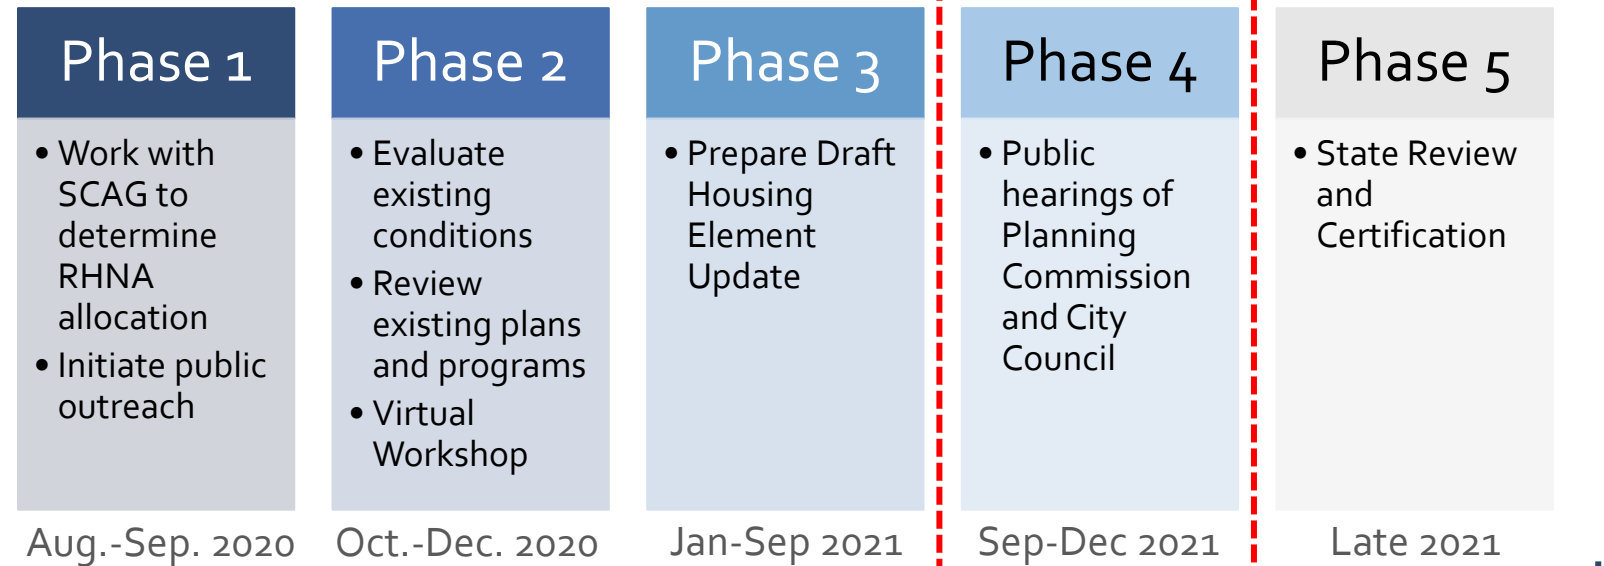 Phase 1
• Work with
SCAG to
determine
RHNA
allocation
• Initiate public
outreach
Aug.-Sep. 2020
Phase 2
• Evaluate
existing
conditions
• Review
existing plans
and programs
• Virtual
Workshop
Oct.-Dec. 2020
Phase 3
• Prepare Draft
Housing
Element
Update
Jan-Sep 2021
Phase 4
• Public
hearings of
Planning
Commission
and City
Council
Sep-Dec 2021
Phase 5
• State Review
and
Certification
Late 2021